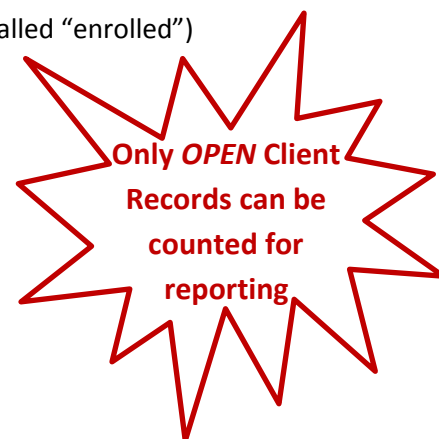 alled “enrolled”)
Only OPEN Client
Records can be
counted for
reporting